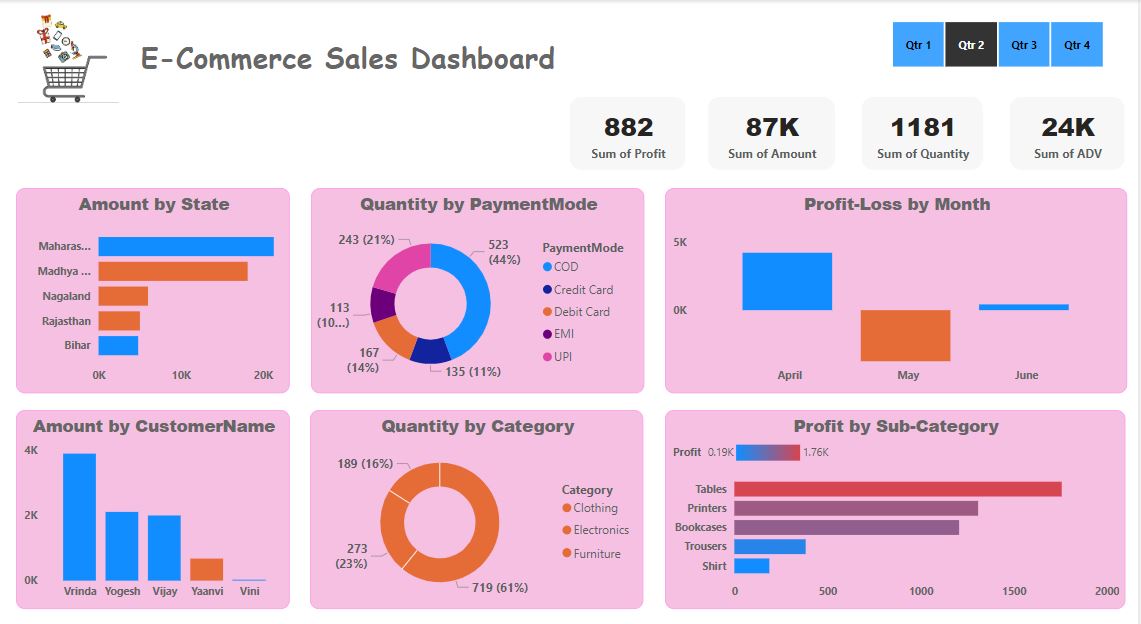 E-Commerce Sales Dashboard
Qtr 1
Qtr 2
Qtr 3
Qtr 4
882
Sum of Profit
87K
Sum of Amount
1181
Sum of Quantity
24K
Sum of ADV
Amount by State
Maharas...
Madhya ...
Nagaland
Rajasthan
Bihar
0K
10K
20K
Quantity by PaymentMode
243 (21%)
523
(44%)
113
(10...)
167
(14%)
135 (11%)
PaymentMode
COD
Credit Card
Debit Card
EMI
UPI
Profit-Loss by Month
5K
0K
April
May
June
Amount by CustomerName
4K
2K
0K
Vrinda
Yogesh
Vijay
Yaanvi
Vini
Quantity by Category
189 (16%)
273
(23%)
719 (61%)
Category
Clothing
Electronics
Furniture
Profit by Sub-Category
Profit 0.19K 1.76K
Tables
Printers
Bookcases
Trousers
Shirt
0
500
1000
1500
2000